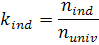 k_ind = n_ind / n_univ